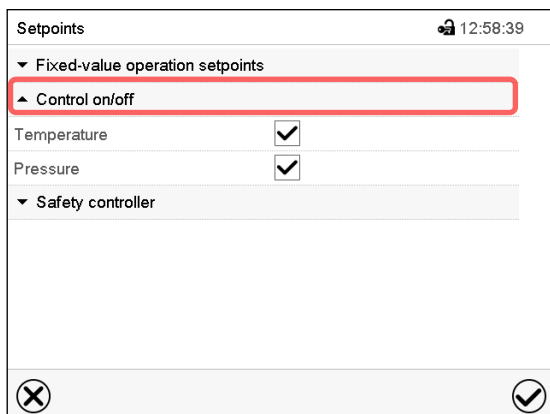 Setpoints 12:58:39
Fixed-value operation setpoints
Control on/off
Temperature
Pressure
Safety controller